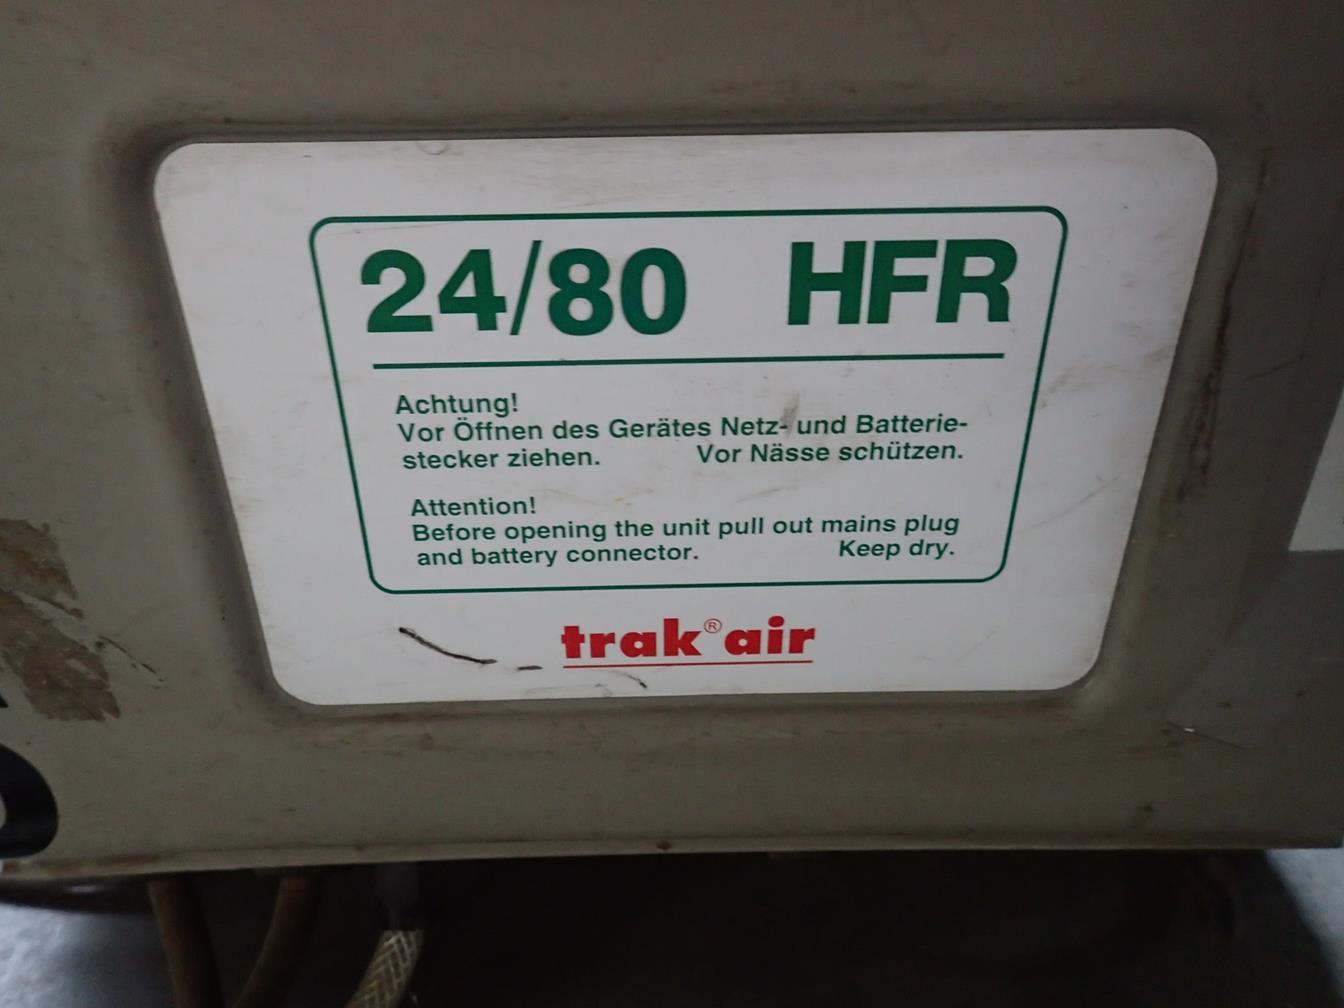 24/80 HFR
Achtung!
Vor Öffnen des Gerätes Netz- und Batterie-
stecker ziehen. Vor Nässe schützen.
Attention!
Before opening the unit pull out mains plug
and battery connector. Keep dry.
trak® air